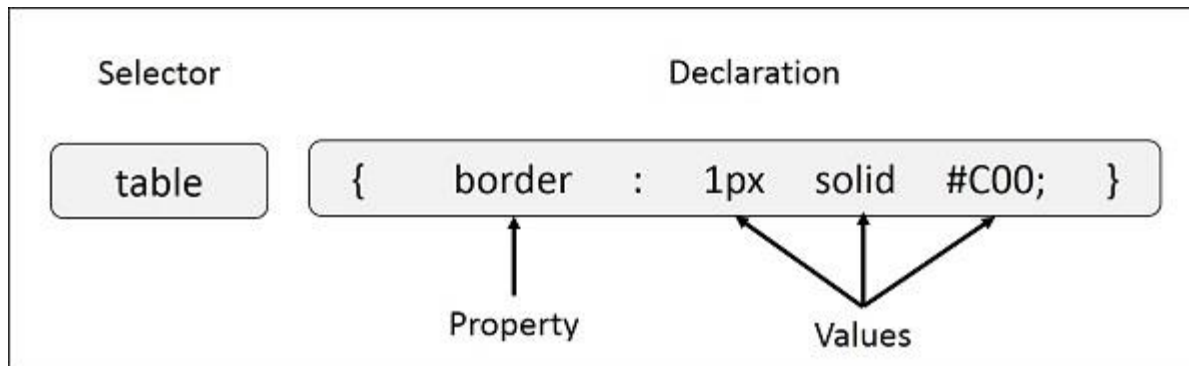 Selector Declaration
table { border : 1px solid #C00; }
Property Values